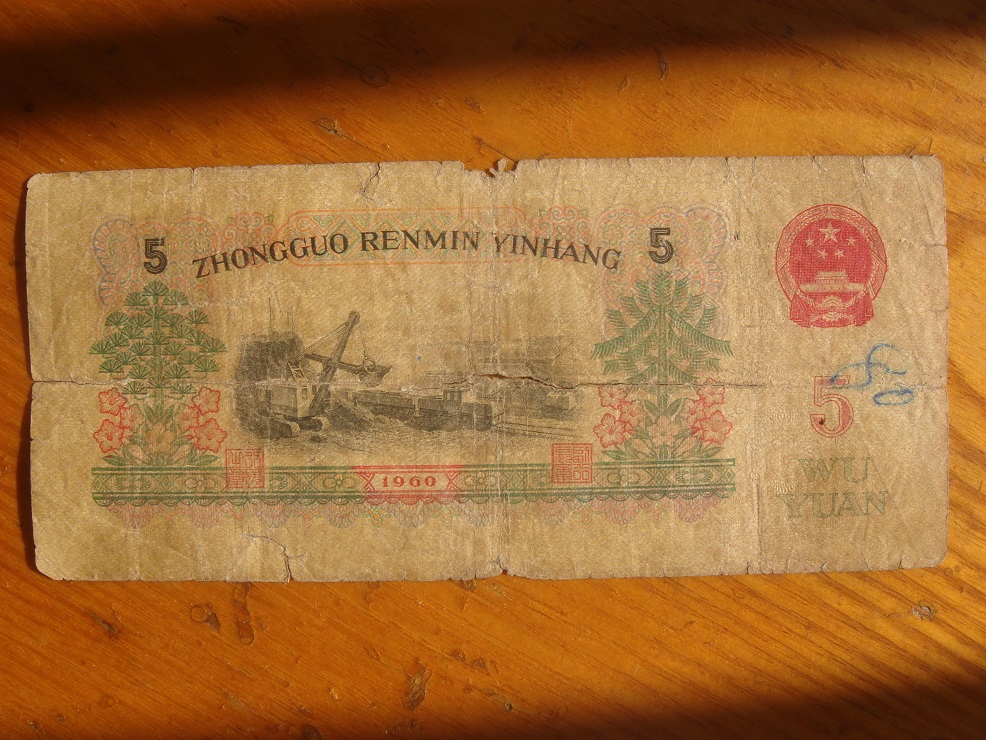 5 ZHONGGUO RENMIN YINHANG 5
5
1960
WU
YUAN